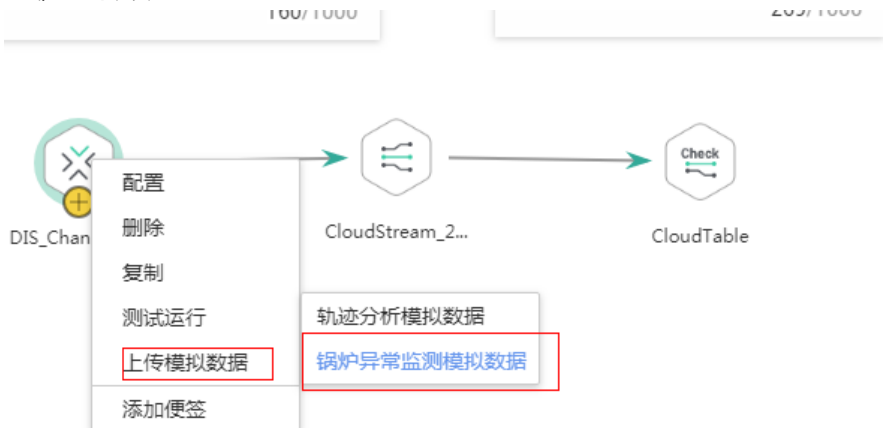 160/1000
269/1000
Check
DIS_Chan
CloudStream_2...
CloudTable
配置
删除
复制
测试运行
上传模拟数据
添加便签
轨迹分析模拟数据
锅炉异常监测模拟数据